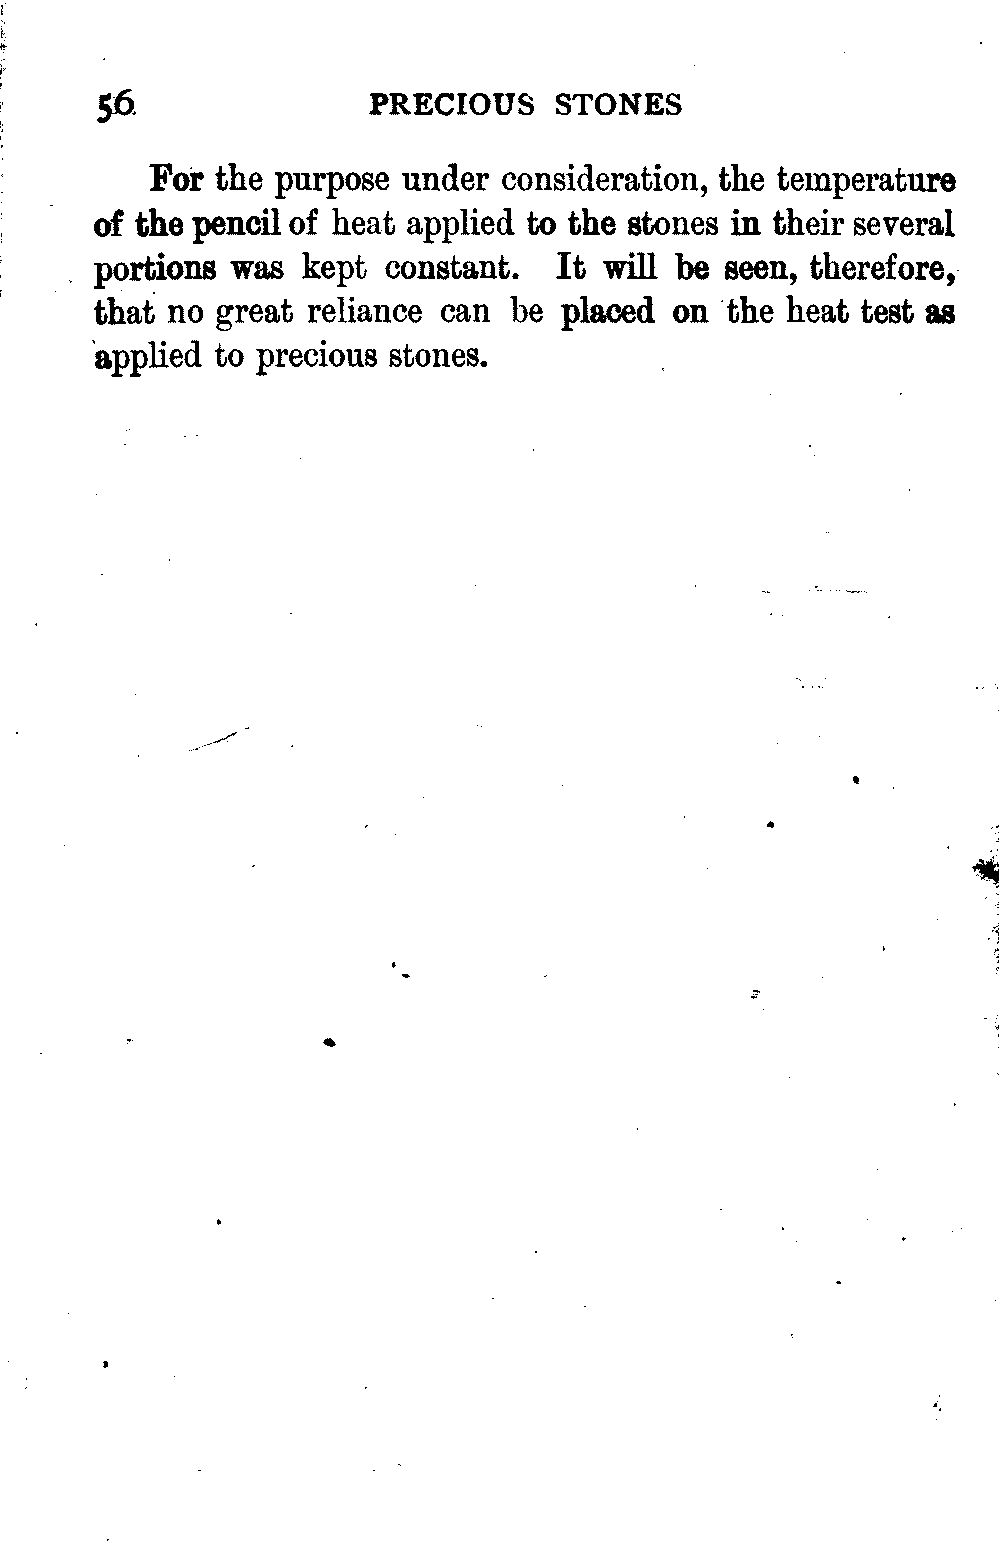 56 PRECIOUS STONES
For the purpose under consideration, the temperature
of the pencil of heat applied to the stones in their several
portions was kept constant. It will be seen, therefore,
that no great reliance can be placed on the heat test as
applied to precious stones.